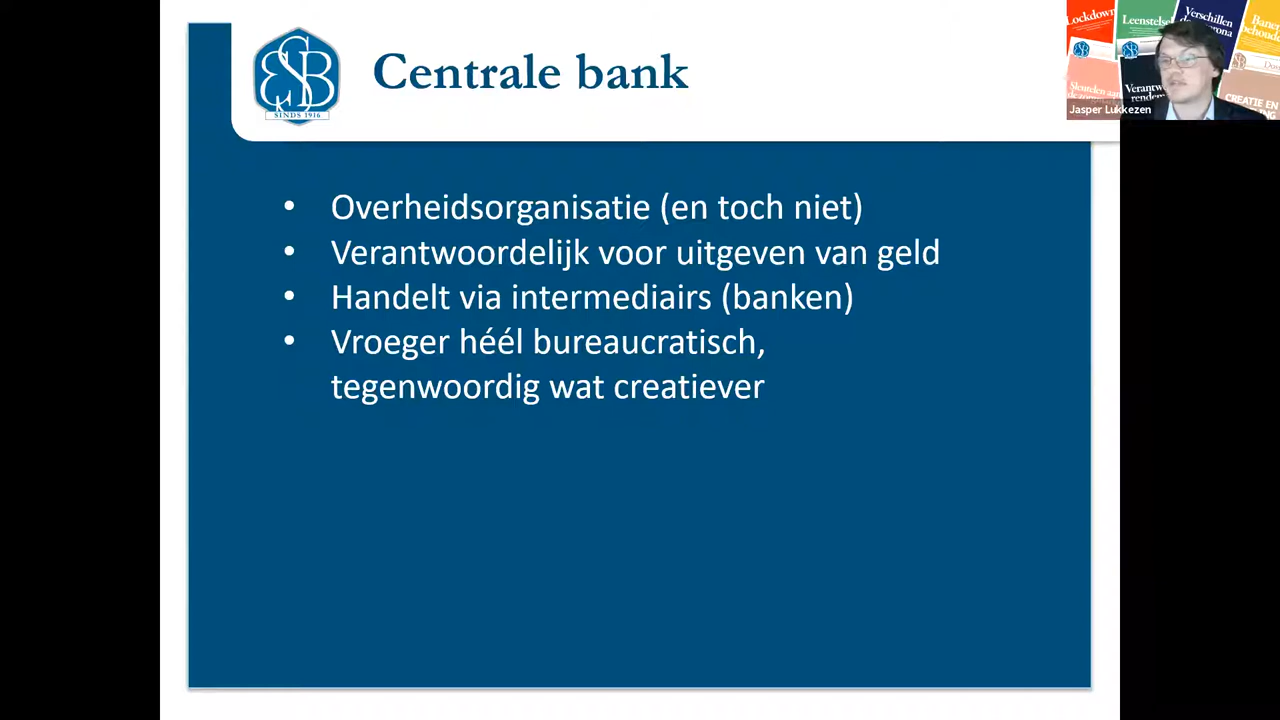 Centrale bank
ESB
SINDS 1916
• Overheidsorganisatie (en toch niet)
• Verantwoordelijk voor uitgeven van geld
• Handelt via intermediairs (banken)
• Vroeger héél bureaucratisch,
tegenwoordig wat creatiever
Lockdown
Leenstelsel
Verschillen
Jasper Lukkezen
CREATIE EN